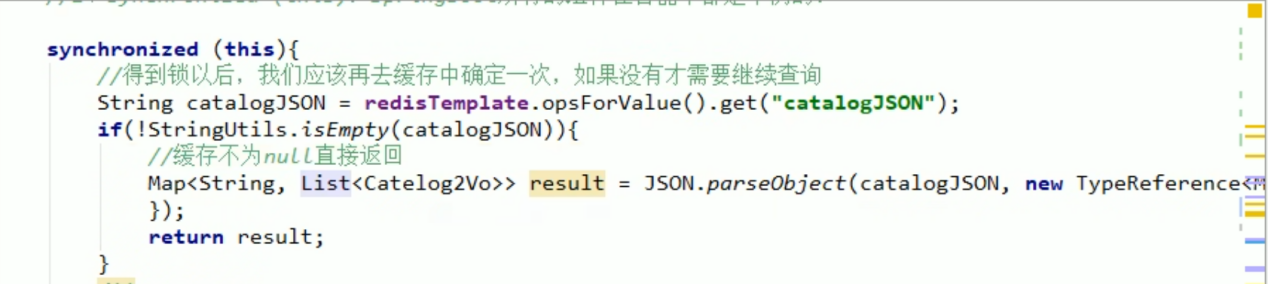 synchronized (this){
//得到锁以后，我们应该再去缓存中确定一次，如果没有才需要继续查询
String catalogJSON = redisTemplate.opsForValue().get("catalogJSON");
if(!StringUtils.isEmpty(catalogJSON)){
//缓存不为null直接返回
Map<String, List<Catelog2Vo>> result = JSON.parseObject(catalogJSON, new TypeReference<M
});
return result;
}